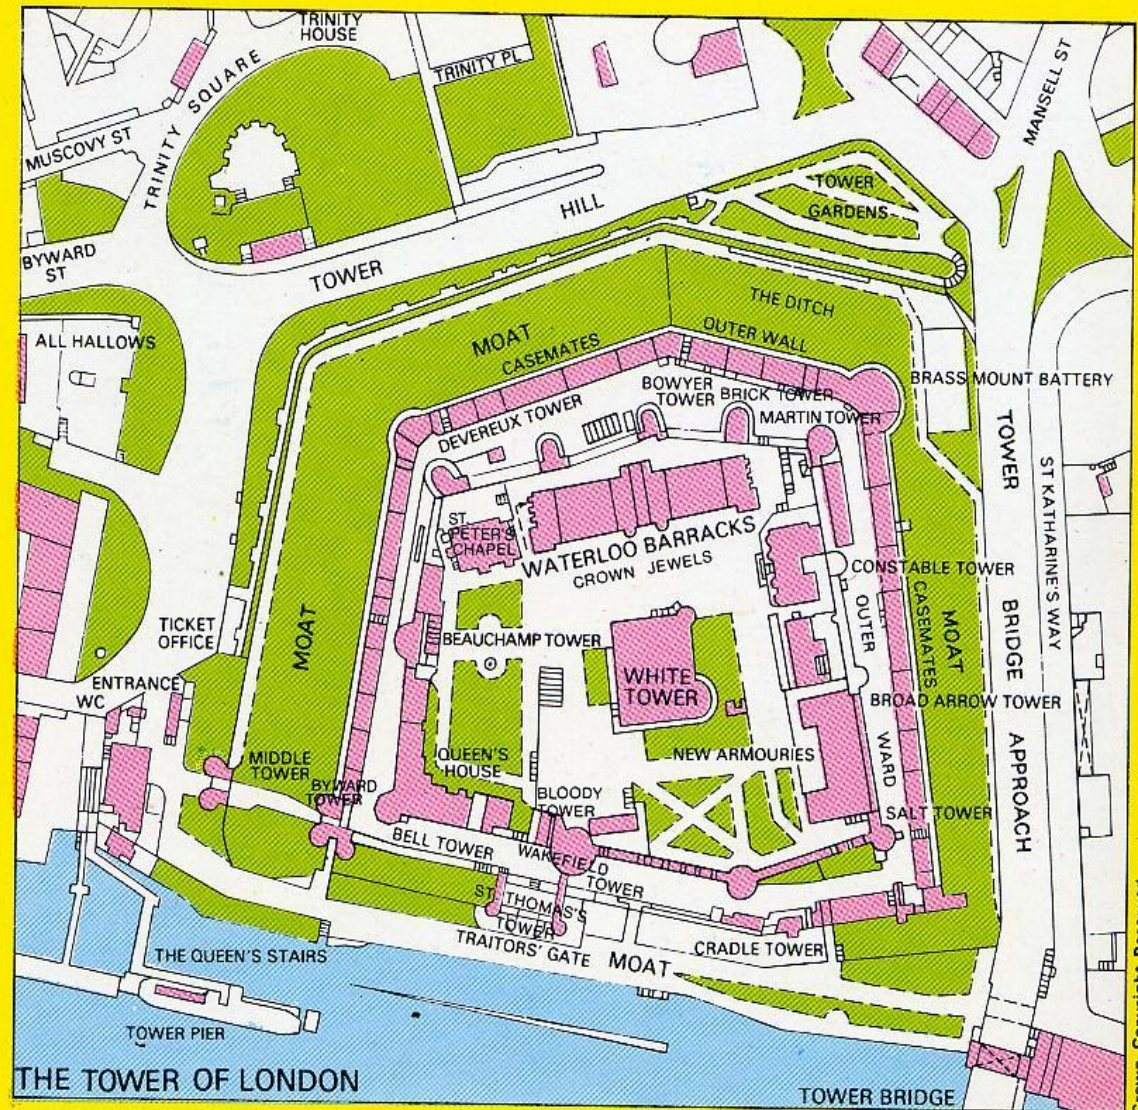 TRINITY
HOUSE
TRINITY PL
TRINITY SQUARE
MUSCOVY ST
MANSELL ST
TOWER
GARDENS
BYWARD
ST
TOWER HILL
THE DITCH
ALL HALLOWS
MOAT
CASEMATES
OUTER WALL
BRASS MOUNT BATTERY
BOWYER
TOWER
BRICK TOWER
DEVEREUX TOWER
MARTIN TOWER
ST
PETER'S
CHAPEL
WATERLOO BARRACKS
CROWN JEWELS
CONSTABLE TOWER
TOWER BRIDGE APPROACH
ST KATHARINE'S WAY
MOAT
CASEMATES
OUTER WARD
MOAT
TICKET
OFFICE
BEAUCHAMP TOWER
WHITE
TOWER
ENTRANCE
WC
BROAD ARROW TOWER
MIDDLE
TOWER
QUEEN'S
HOUSE
NEW ARMOURIES
BYWARD
TOWER
BLOODY
TOWER
SALT TOWER
BELL TOWER
WAKEFIELD
TOWER
ST THOMAS'S
TOWER
TRAITORS' GATE
MOAT
CRADLE TOWER
THE QUEEN'S STAIRS
TOWER PIER
THE TOWER OF LONDON
TOWER BRIDGE